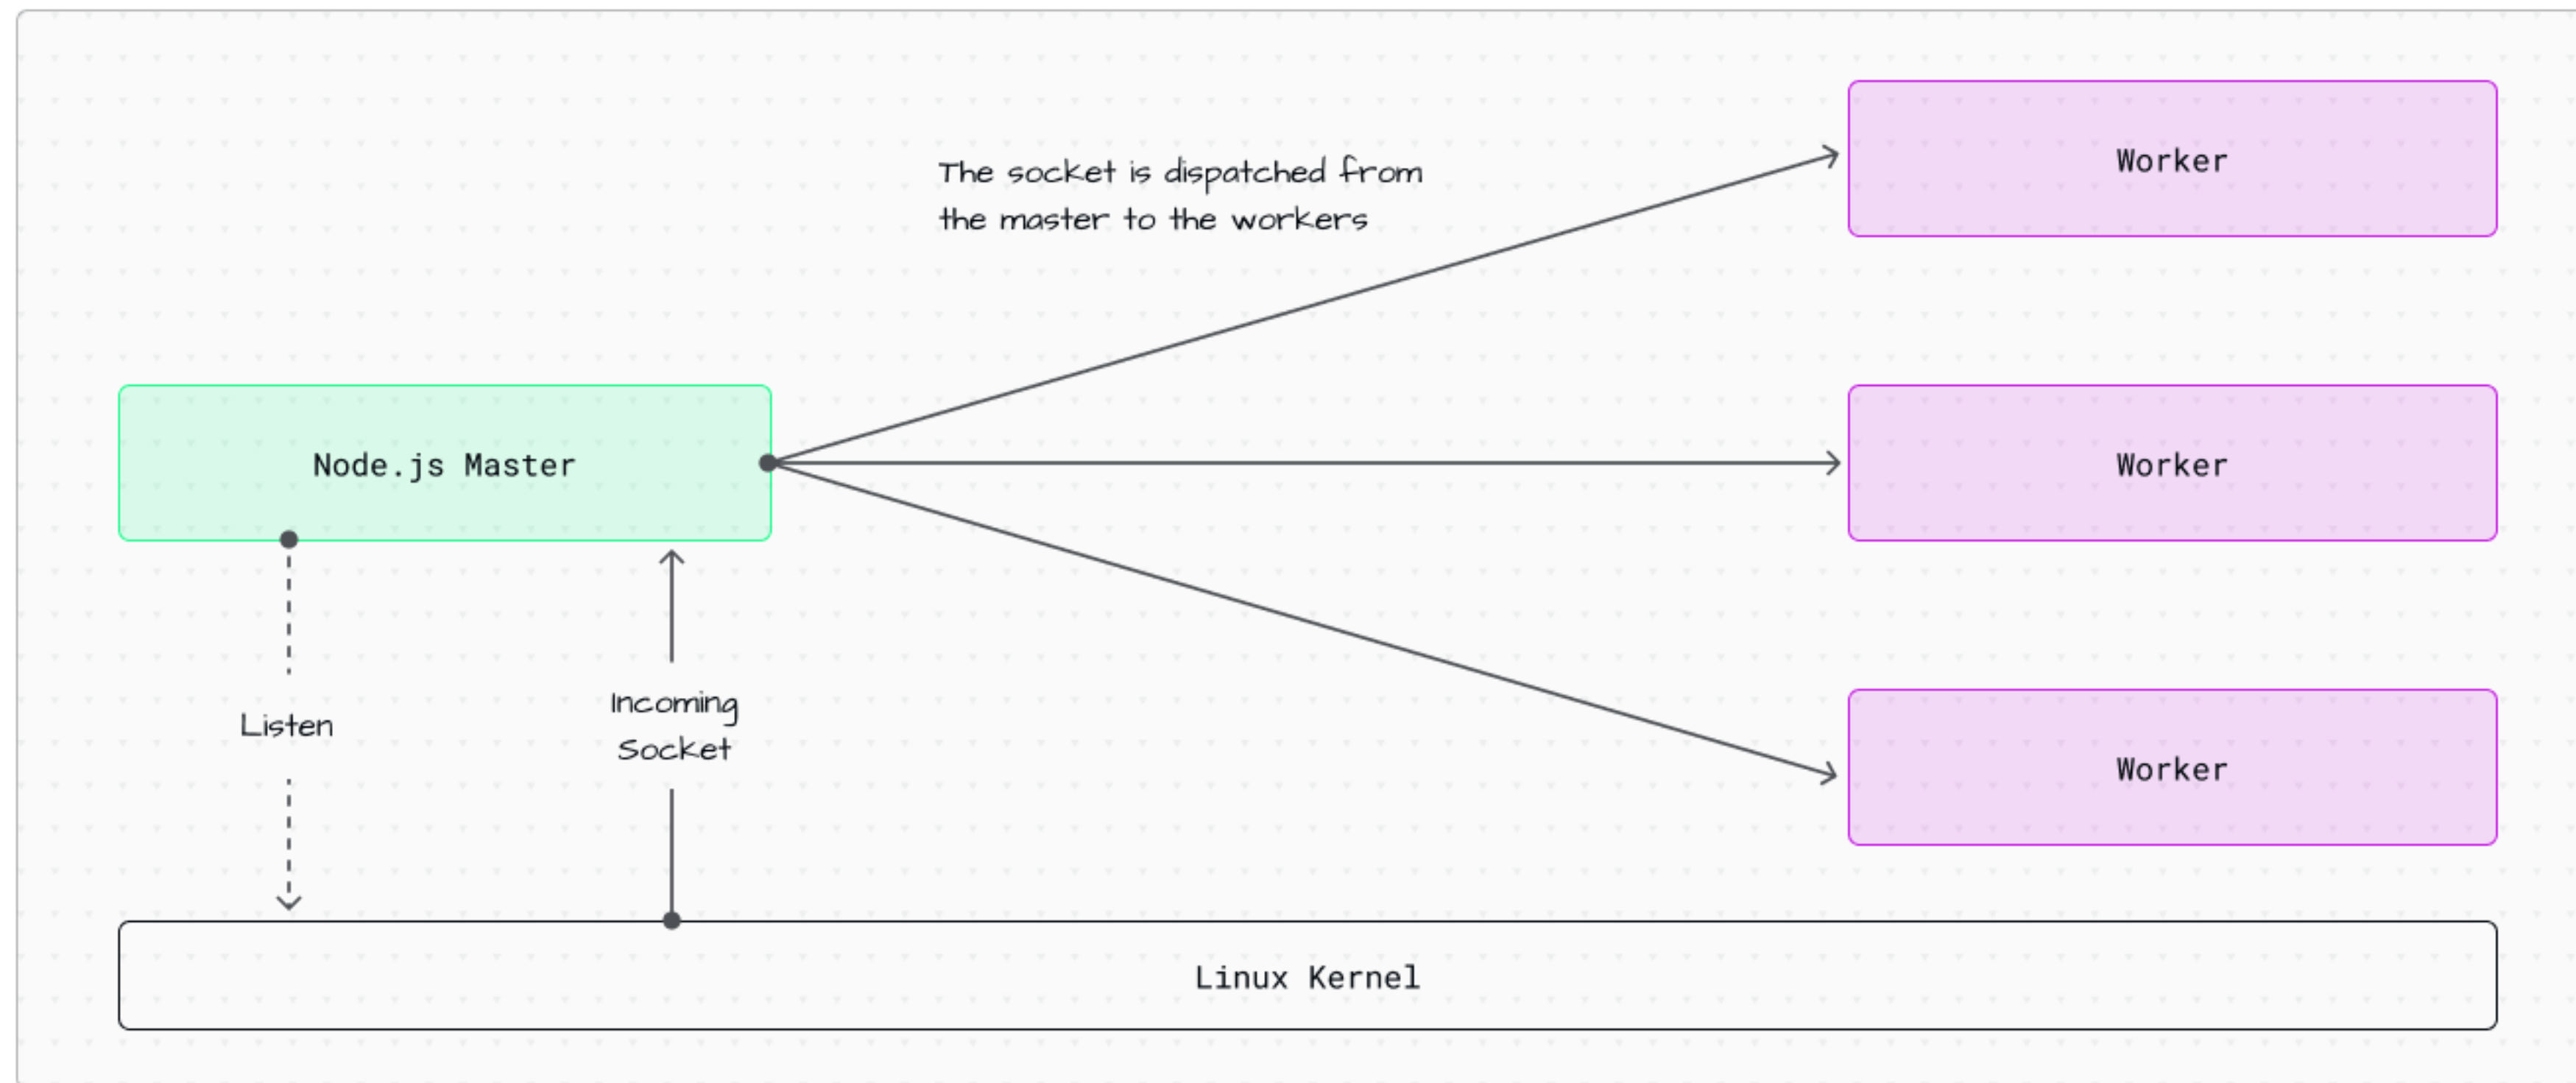 The socket is dispatched from
the master to the workers
Worker
Node.js Master
Worker
Listen
Incoming
Socket
Worker
Linux Kernel